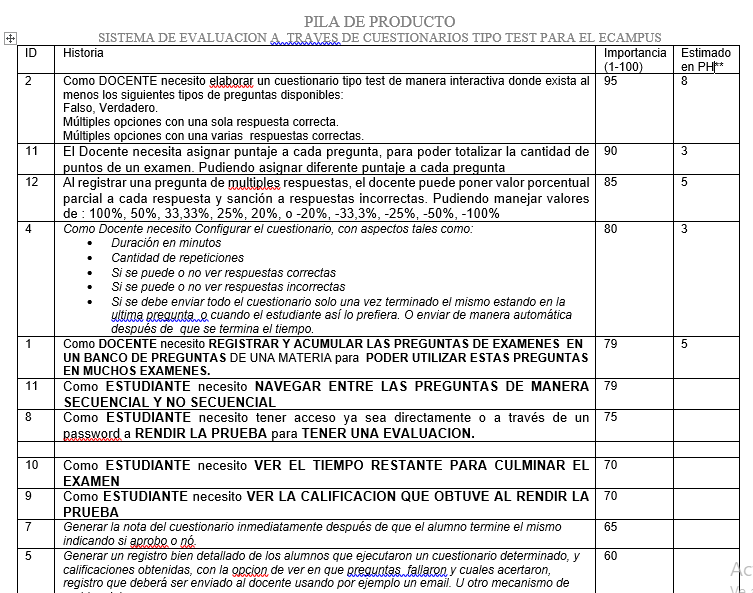 PILA DE PRODUCTO
SISTEMA DE EVALUACION A TRAVES DE CUESTIONARIOS TIPO TEST PARA EL ECAMPUS
ID Historia Importancia (1-100) Estimado en PH**
2 Como DOCENTE necesito elaborar un cuestionario tipo test de manera interactiva donde exista al 95 8
menos los siguientes tipos de preguntas disponibles:
Falso, Verdadero.
Múltiples opciones con una sola respuesta correcta.
Múltiples opciones con una varias respuestas correctas.
11 El Docente necesita asignar puntaje a cada pregunta, para poder totalizar la cantidad de 90 3
puntos de un examen. Pudiendo asignar diferente puntaje a cada pregunta
12 Al registrar una pregunta de multiples respuestas, el docente puede poner valor porcentual 85 5
parcial a cada respuesta y sanción a respuestas incorrectas. Pudiendo manejar valores
de : 100%, 50%, 33,33%, 25%, 20%, o -20%, -33,3%, -25%, -50%, -100%
4 Como Docente necesito Configurar el cuestionario, con aspectos tales como: 80 3
• Duración en minutos
• Cantidad de repeticiones
• Si se puede o no ver respuestas correctas
• Si se puede o no ver respuestas incorrectas
• Si se debe enviar todo el cuestionario solo una vez terminado el mismo estando en la
ultima pregunta o cuando el estudiante así lo prefiera. O enviar de manera automática
después de que se termina el tiempo.
1 Como DOCENTE necesito REGISTRAR Y ACUMULAR LAS PREGUNTAS DE EXAMENES EN 79 5
UN BANCO DE PREGUNTAS DE UNA MATERIA para PODER UTILIZAR ESTAS PREGUNTAS
EN MUCHOS EXAMENES.
11 Como ESTUDIANTE necesito NAVEGAR ENTRE LAS PREGUNTAS DE MANERA 79
SECUENCIAL Y NO SECUENCIAL
8 Como ESTUDIANTE necesito tener acceso ya sea directamente o a través de un 75
password a RENDIR LA PRUEBA para TENER UNA EVALUACION.
10 Como ESTUDIANTE necesito VER EL TIEMPO RESTANTE PARA CULMINAR EL 70
EXAMEN
9 Como ESTUDIANTE necesito VER LA CALIFICACION QUE OBTUVE AL RENDIR LA 70
PRUEBA
7 Generar la nota del cuestionario inmediatamente después de que el alumno termine el mismo 65
indicando si aprobo o nó.
5 Generar un registro bien detallado de los alumnos que ejecutaron un cuestionario determinado, y 60
calificaciones obtenidas, con la opcion de ver en que preguntas fallaron y cuales acertaron,
registro que deberá ser enviado al docente usando por ejemplo un email. U otro mecanismo de